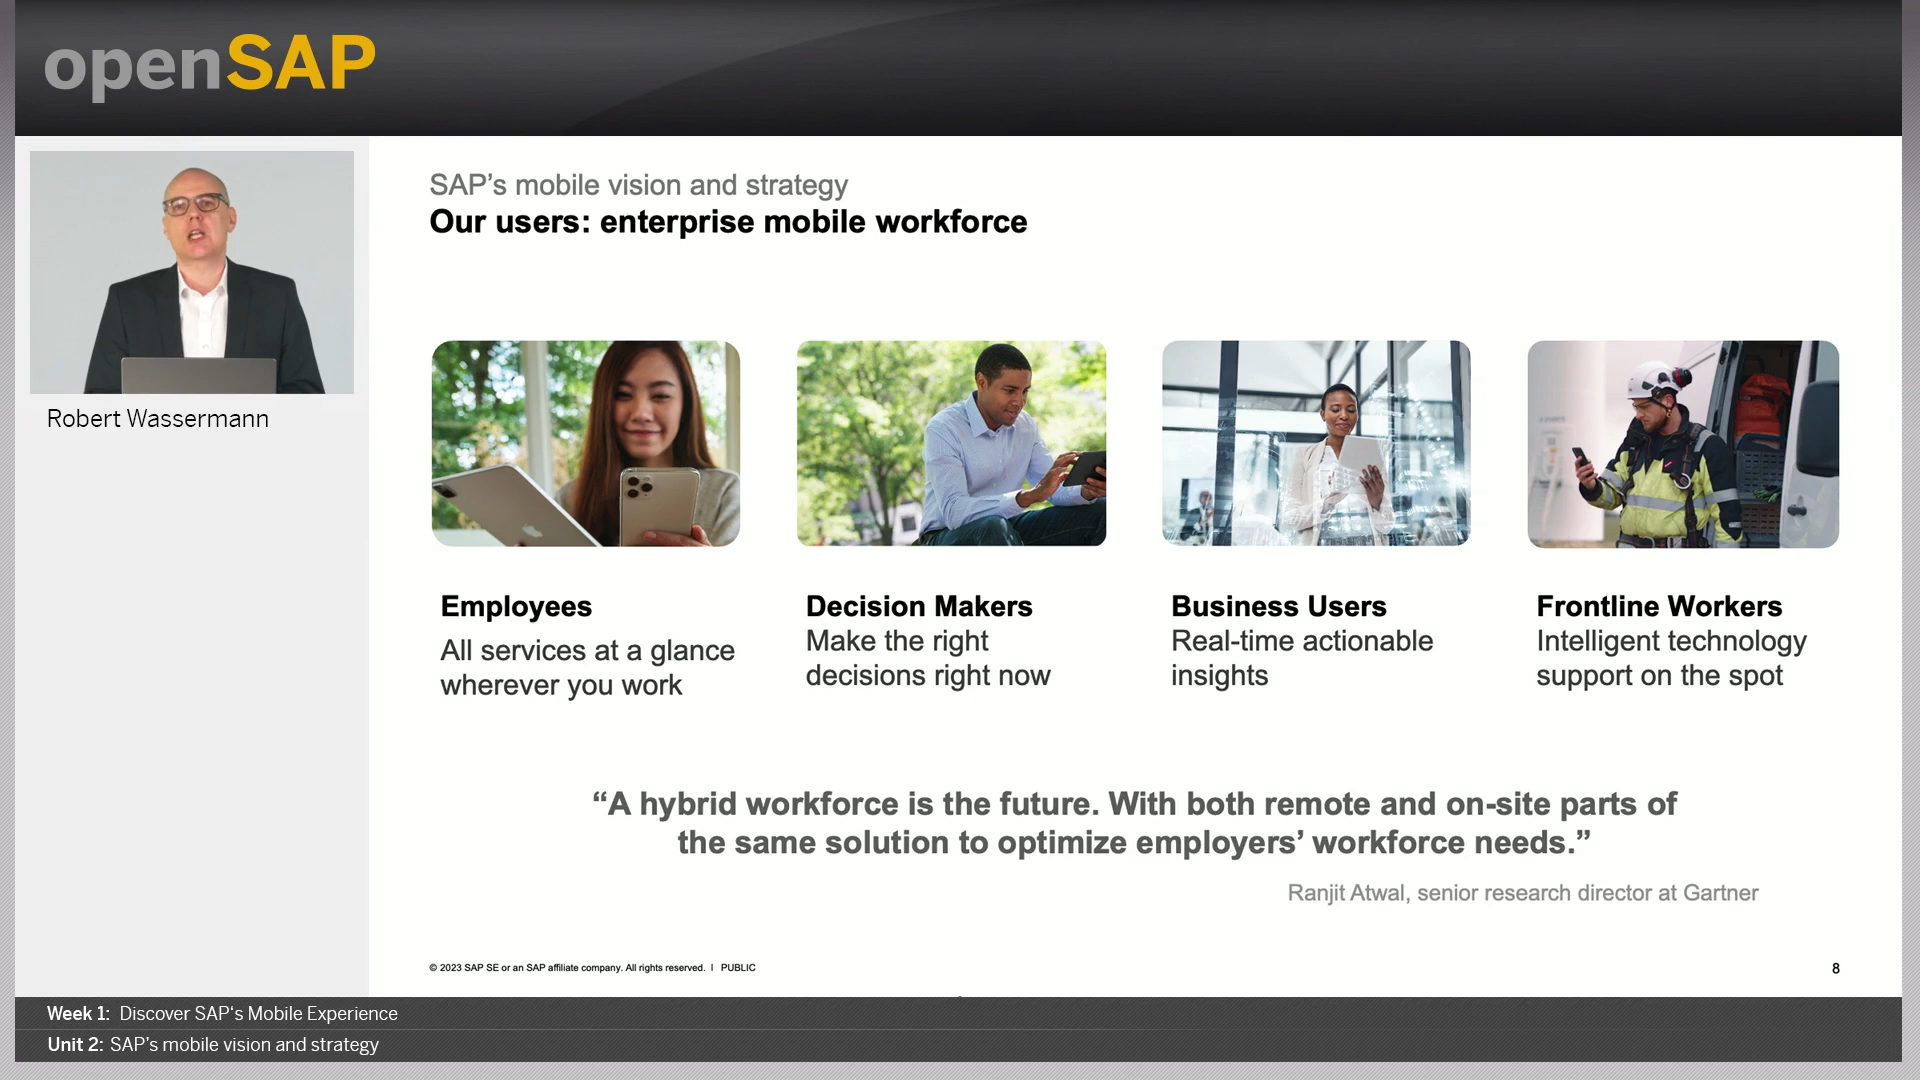 openSAP
Robert Wassermann
SAP’s mobile vision and strategy
Our users: enterprise mobile workforce
Employees
All services at a glance
wherever you work
Decision Makers
Make the right
decisions right now
Business Users
Real-time actionable
insights
Frontline Workers
Intelligent technology
support on the spot
“A hybrid workforce is the future. With both remote and on-site parts of
the same solution to optimize employers’ workforce needs.”
Ranjit Atwal, senior research director at Gartner
© 2023 SAP SE or an SAP affiliate company. All rights reserved. | PUBLIC
8
Week 1: Discover SAP‘s Mobile Experience
Unit 2: SAP’s mobile vision and strategy